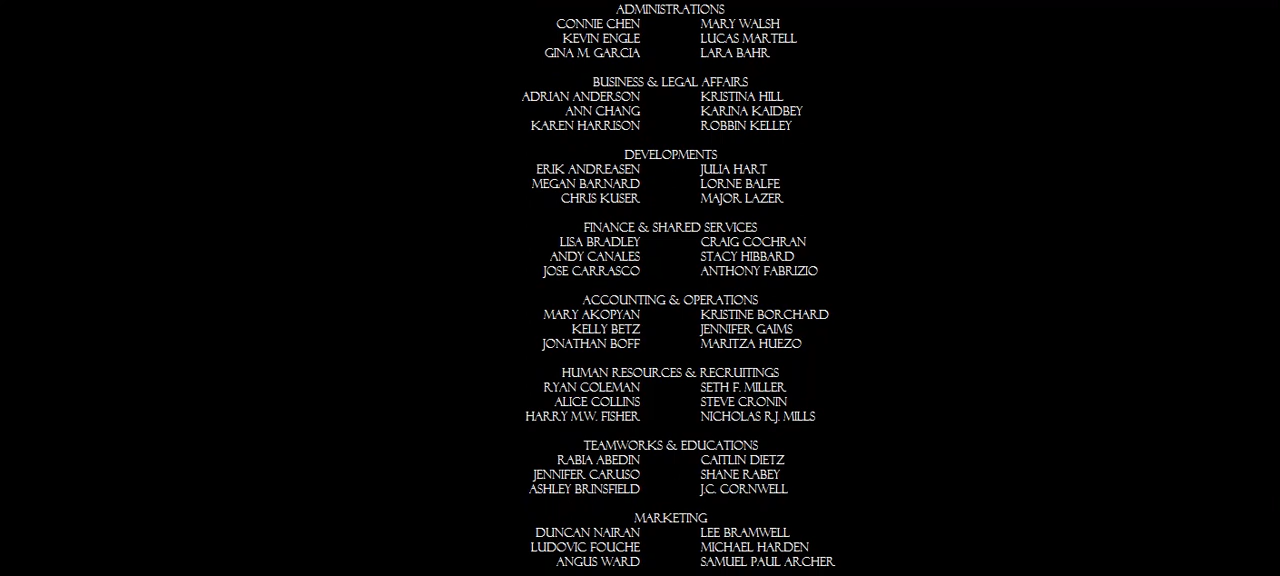 ADMINISTRATIONS
CONNIE CHEN MARY WALSH
KEVIN ENGLE LUCAS MARTELL
GINA M. GARCIA LARA BAHR
BUSINESS & LEGAL AFFAIRS
ADRIAN ANDERSON KRISTINA HILL
ANN CHANG KARINA KAIDBEY
KAREN HARRISON ROBBIN KELLEY
DEVELOPMENTS
ERIK ANDREASEN JULIA HART
MEGAN BARNARD LORNE BALFE
CHRIS KUSER MAJOR LAZER
FINANCE & SHARED SERVICES
LISA BRADLEY CRAIG COCHRAN
ANDY CANALES STACY HIBBARD
JOSE CARRASCO ANTHONY FABRIZIO
ACCOUNTING & OPERATIONS
MARY AKOPYAN KRISTINE BORCHARD
KELLY BETZ JENNIFER GAIMS
JONATHAN BOFF MARITZA HUEZO
HUMAN RESOURCES & RECRUITINGS
RYAN COLEMAN SETH F. MILLER
ALICE COLLINS STEVE CRONIN
HARRY M.W. FISHER NICHOLAS R.J. MILLS
TEAMWORKS & EDUCATIONS
RABIA ABEDIN CAITLIN DIETZ
JENNIFER CARUSO SHANE RABEY
ASHLEY BRINSFIELD J.C. CORNWELL
MARKETING
DUNCAN NAIRAN LEE BRAMWELL
LUDOVIC FOUCHE MICHAEL HARDEN
ANGUS WARD SAMUEL PAUL ARCHER